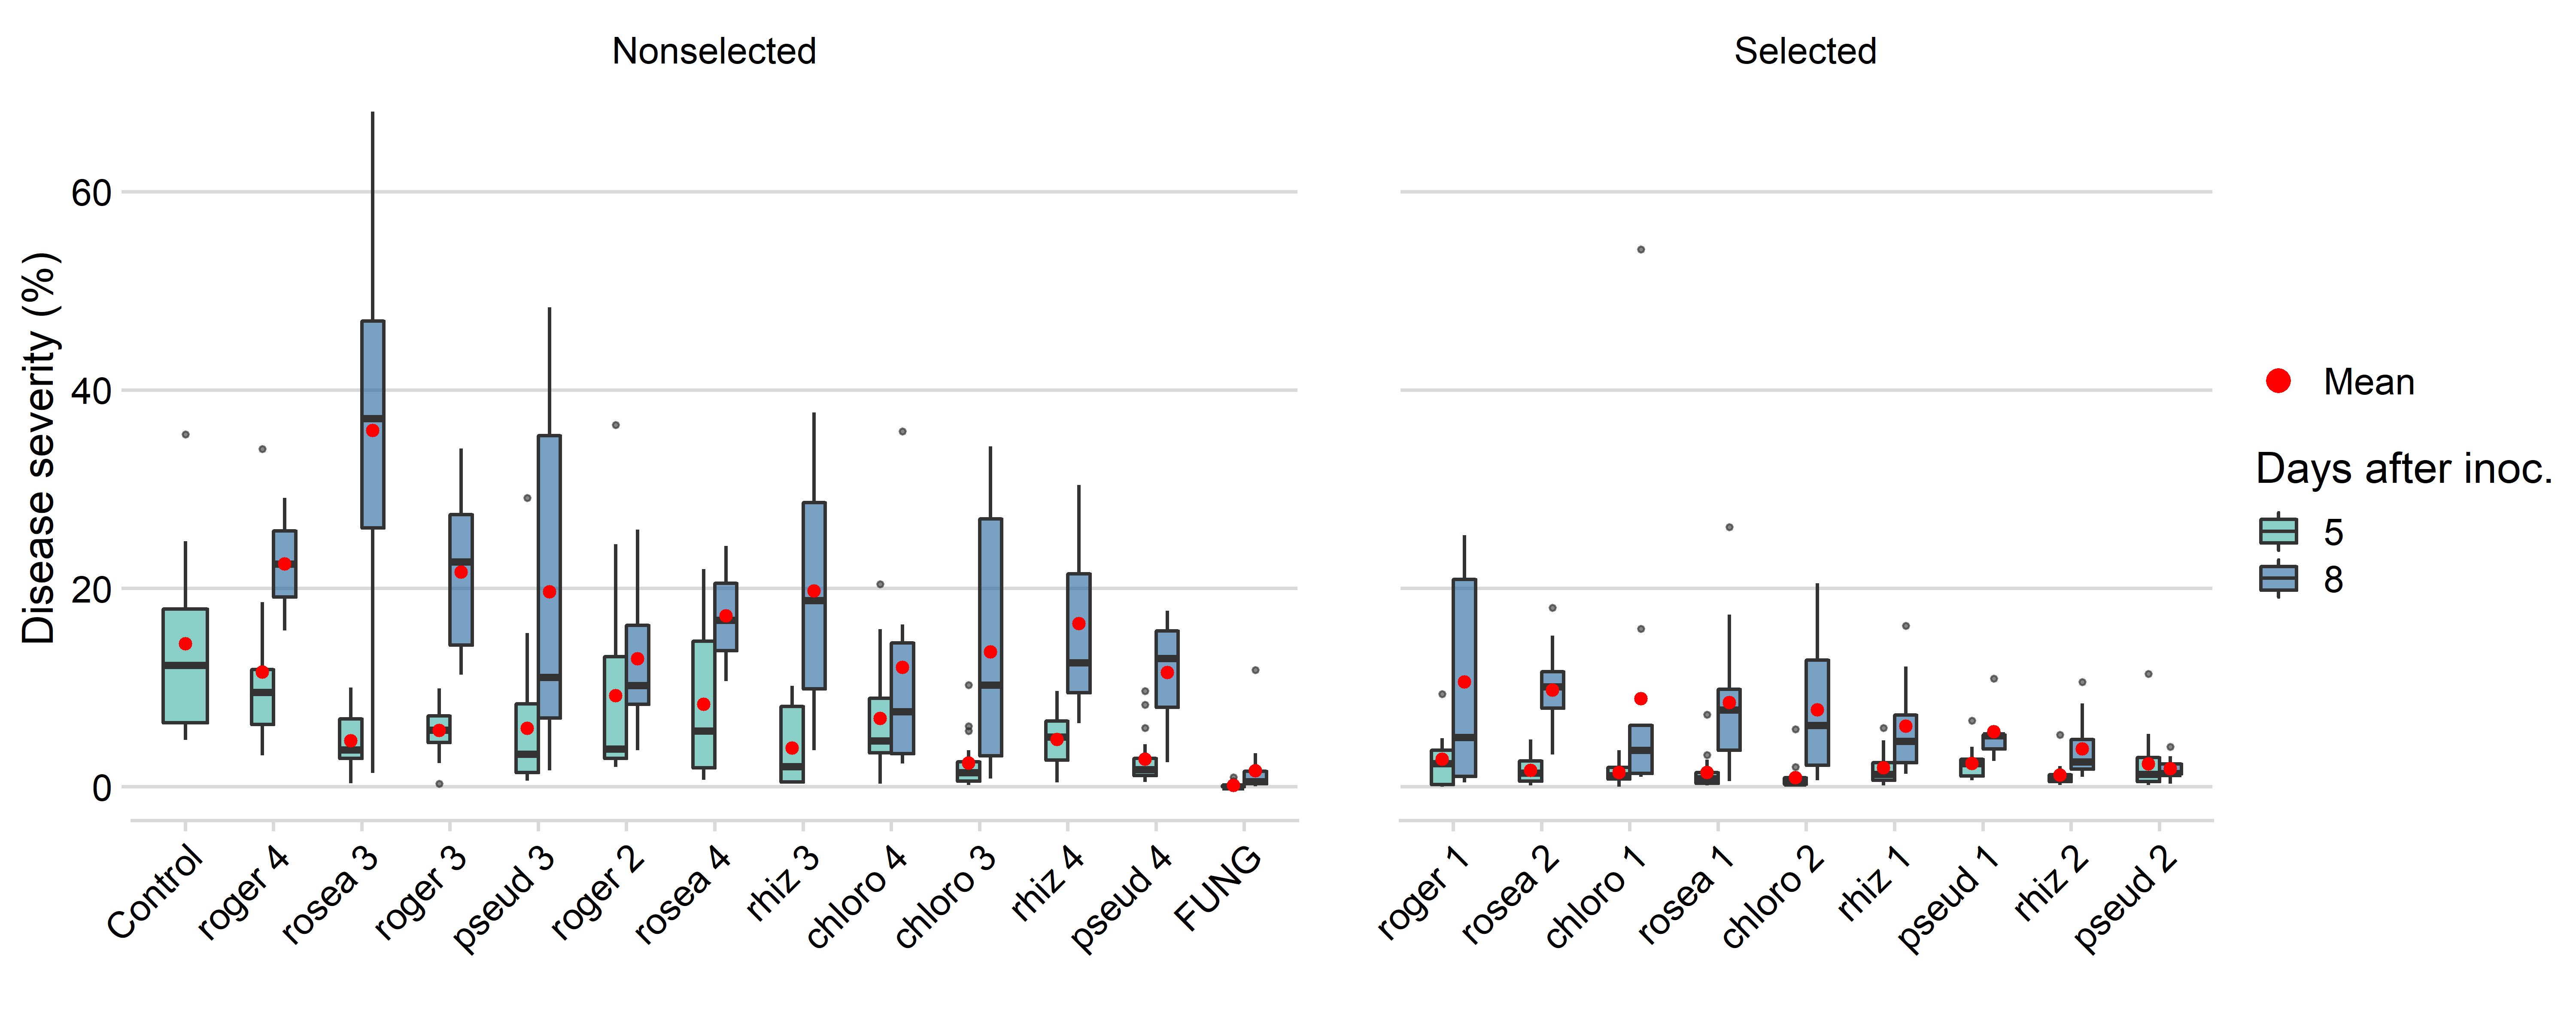 Nonselected
Selected
Disease severity (%)
60
40
20
0
Control
roger 4
rosea 3
roger 3
pseud 3
roger 2
rosea 4
rhiz 3
chloro 4
chloro 3
rhiz 4
pseud 4
FUNG
roger 1
rosea 2
chloro 1
rosea 1
chloro 2
rhiz 1
pseud 1
rhiz 2
pseud 2
Mean
Days after inoc.
5
8